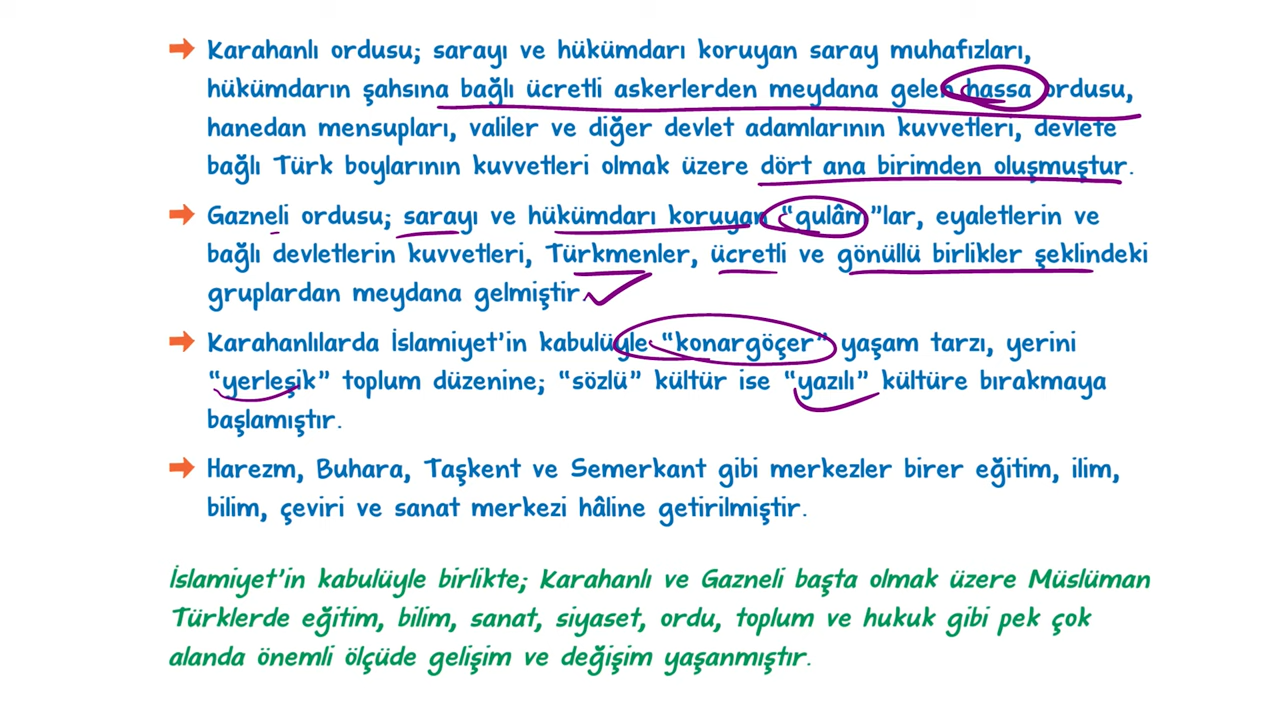 Karahanlı ordusu; sarayı ve hükümdarı koruyan saray muhafızları,
hükümdarın şahsına bağlı ücretli askerlerden meydana gelen hassa ordusu,
hanedan mensupları, valiler ve diğer devlet adamlarının kuvvetleri, devlete
bağlı Türk boylarının kuvvetleri olmak üzere dört ana birimden oluşmuştur.
Gazneli ordusu; sarayı ve hükümdarı koruyan “gulâm”lar, eyaletlerin ve
bağlı devletlerin kuvvetleri, Türkmenler, ücretli ve gönüllü birlikler şeklindeki
gruplardan meydana gelmiştir.
Karahanlılarda İslamiyet’in kabulüyle “konargöçer” yaşam tarzı, yerini
“yerleşik” toplum düzenine; “sözlü” kültür ise “yazılı” kültüre bırakmaya
başlamıştır.
Harezm, Buhara, Taşkent ve Semerkant gibi merkezler birer eğitim, ilim,
bilim, çeviri ve sanat merkezi hâline getirilmiştir.
İslamiyet’in kabulüyle birlikte; Karahanlı ve Gazneli başta olmak üzere Müslüman
Türklerde eğitim, bilim, sanat, siyaset, ordu, toplum ve hukuk gibi pek çok
alanda önemli ölçüde gelişim ve değişim yaşanmıştır.